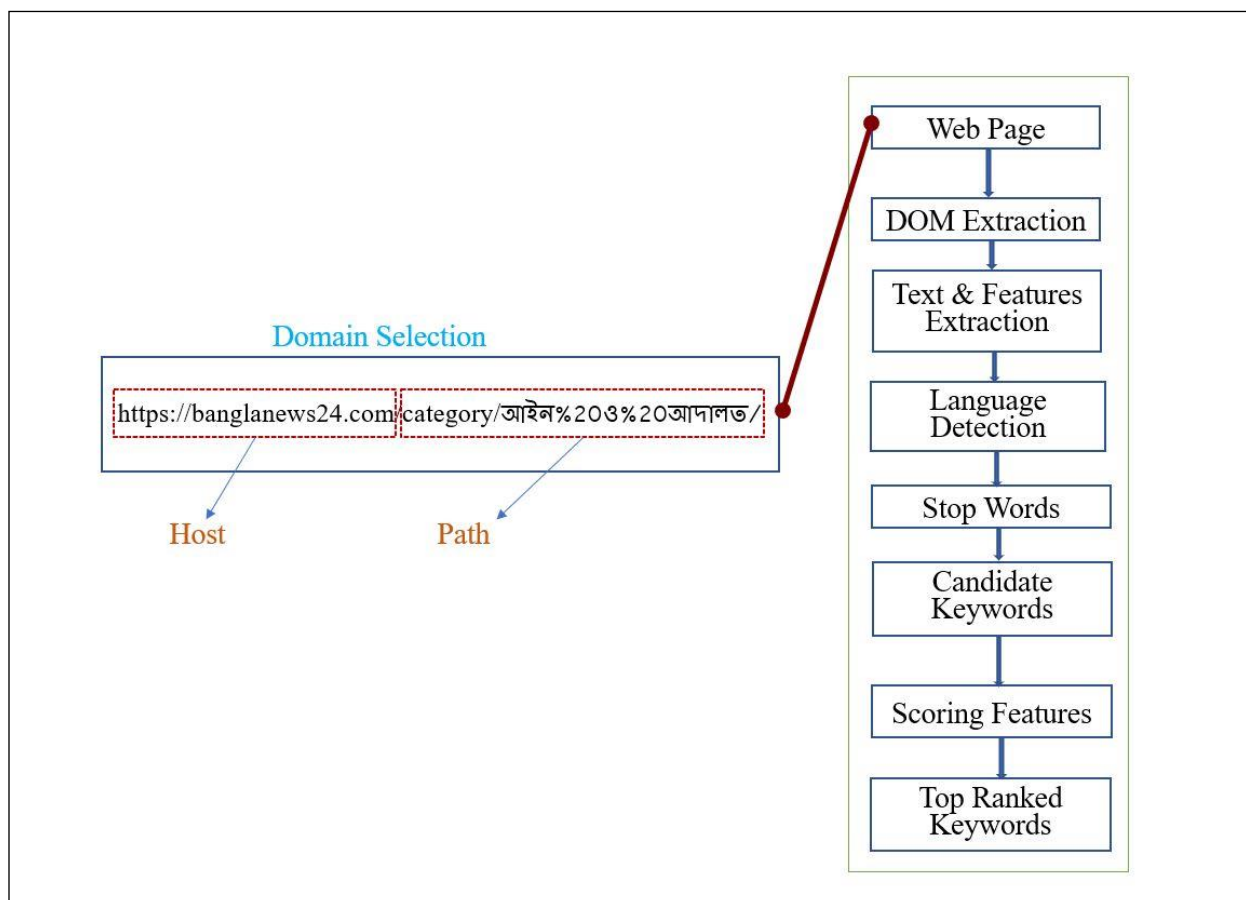 Domain Selection
https://banglanews24.com/category/আইন%20ও%20আদালত/
Host
Path
Web Page
DOM Extraction
Text & Features
Extraction
Language
Detection
Stop Words
Candidate
Keywords
Scoring Features
Top Ranked
Keywords